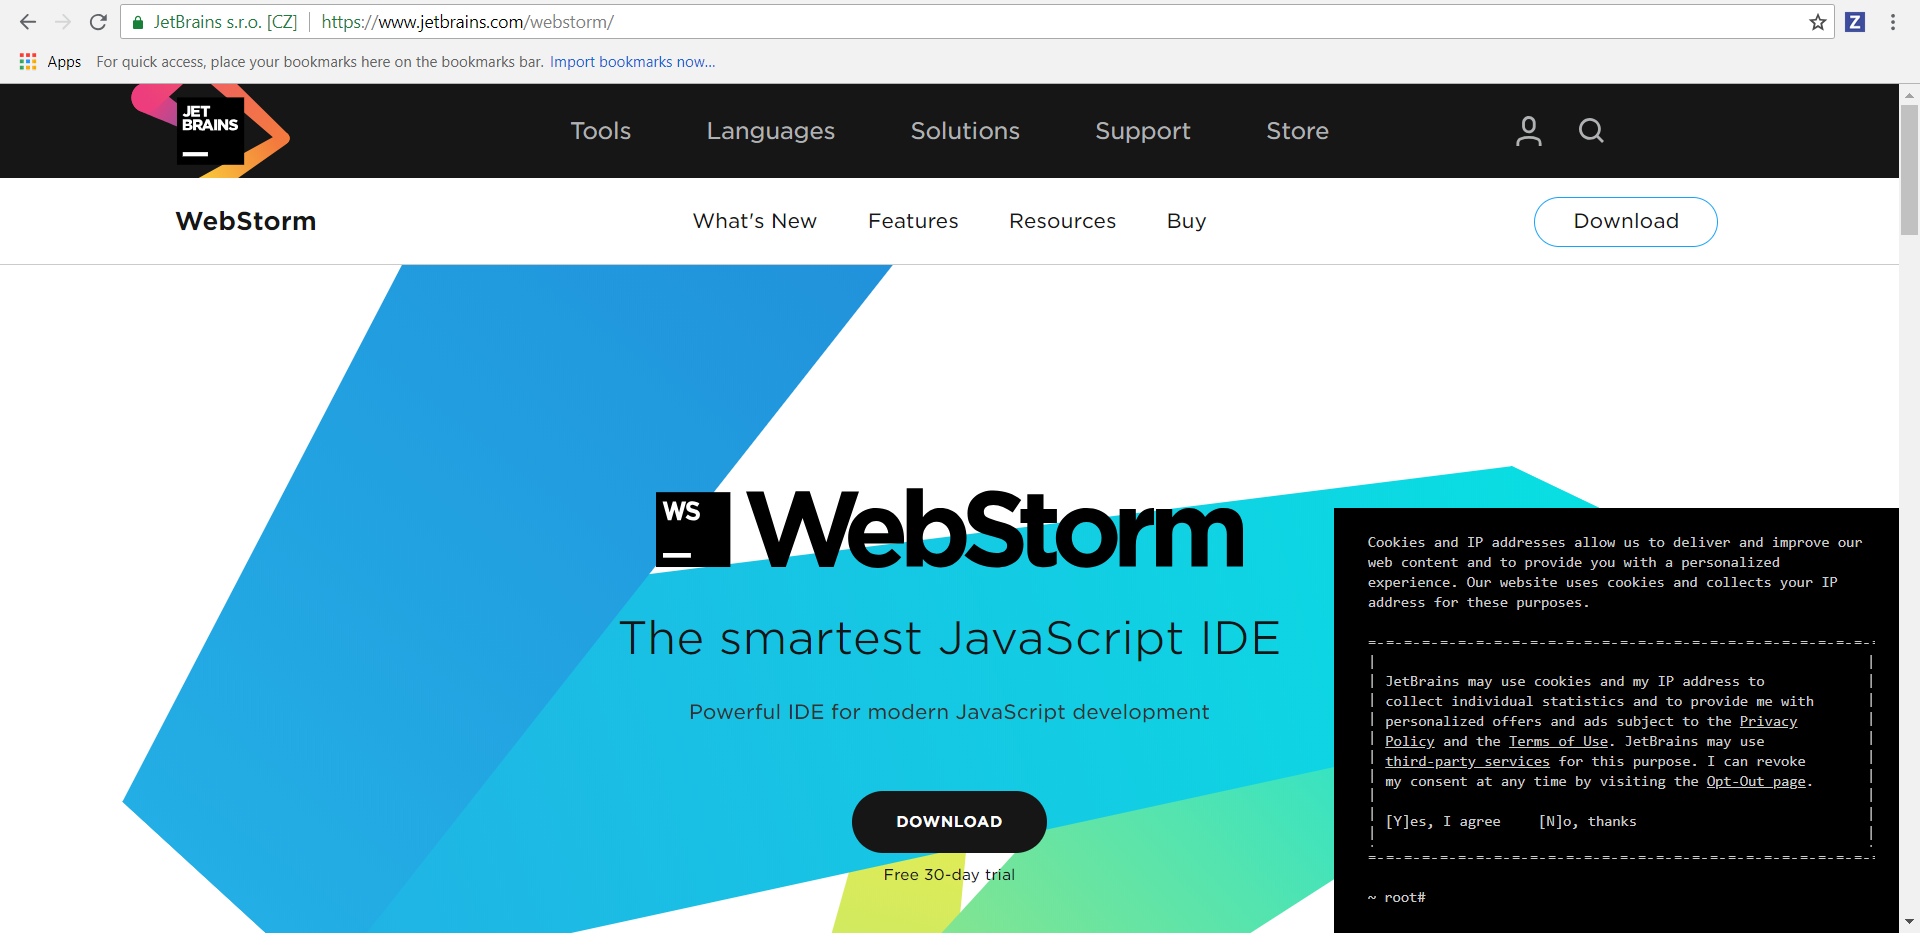 JetBrains s.r.o. [CZ] https://www.jetbrains.com/webstorm/
Z
Apps For quick access, place your bookmarks here on the bookmarks bar. Import bookmarks now...
JET
BRAINS
Tools Languages Solutions Support Store
WebStorm What's New Features Resources Buy Download
WS
WebStorm
The smartest JavaScript IDE
Powerful IDE for modern JavaScript development
DOWNLOAD
Free 30-day trial
Cookies and IP addresses allow us to deliver and improve our
web content and to provide you with a personalized
experience. Our website uses cookies and collects your IP
address for these purposes.
JetBrains may use cookies and my IP address to
collect individual statistics and to provide me with
personalized offers and ads subject to the Privacy
Policy and the Terms of Use. JetBrains may use
third-party services for this purpose. I can revoke
my consent at any time by visiting the Opt-Out page.
[Y]es, I agree [N]o, thanks
~ root#